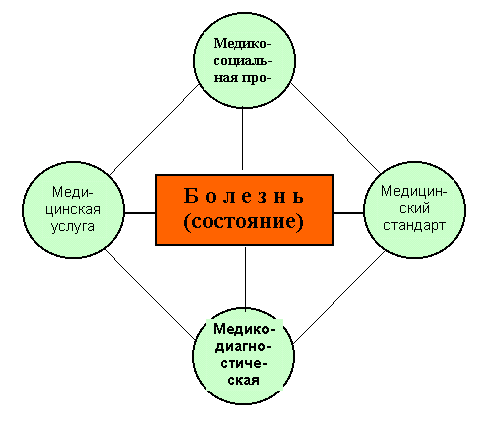 Медико-
социаль-
ная про-
Меди-
цинская
услуга
Б о л е з н ь
(состояние)
Медицин-
ский
стандарт
Медико-
диагно-
стиче-
ская